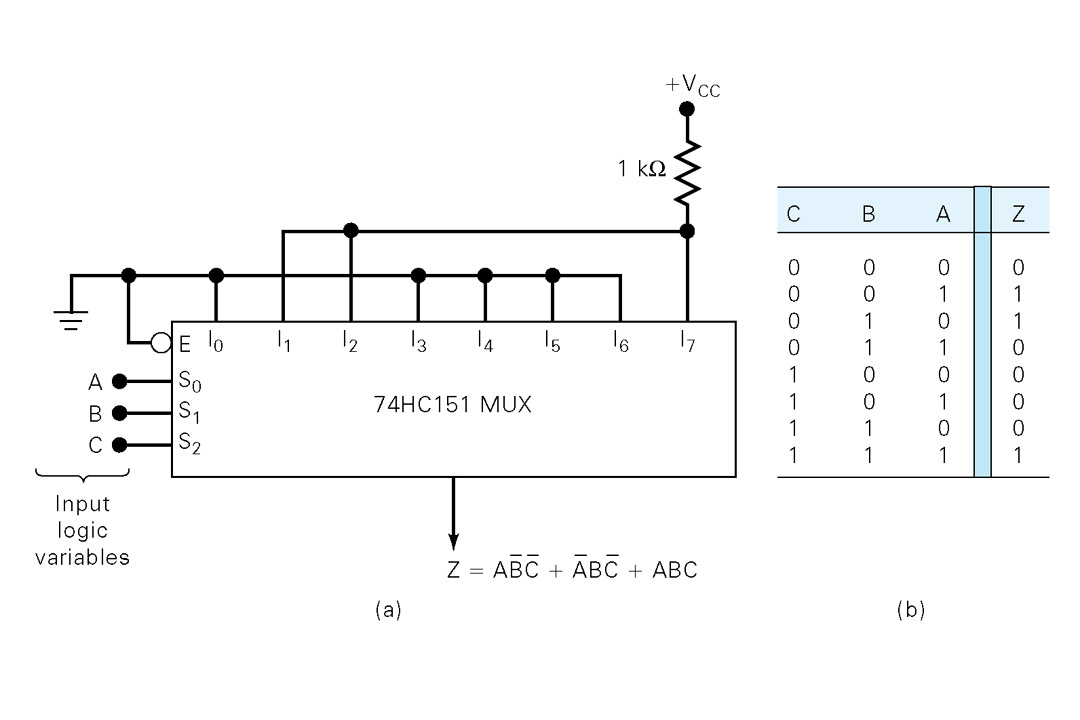 +V_CC
1 kΩ
E I₀ I₁ I₂ I₃ I₄ I₅ I₆ I₇
A S₀
B S₁
C S₂
74HC151 MUX
Input
logic
variables
Z = AB̅C̅ + A̅BC̅ + ABC
(a)
C B A Z
0 0 0 0
0 0 1 1
0 1 0 1
0 1 1 0
1 0 0 0
1 0 1 0
1 1 0 0
1 1 1 1
(b)